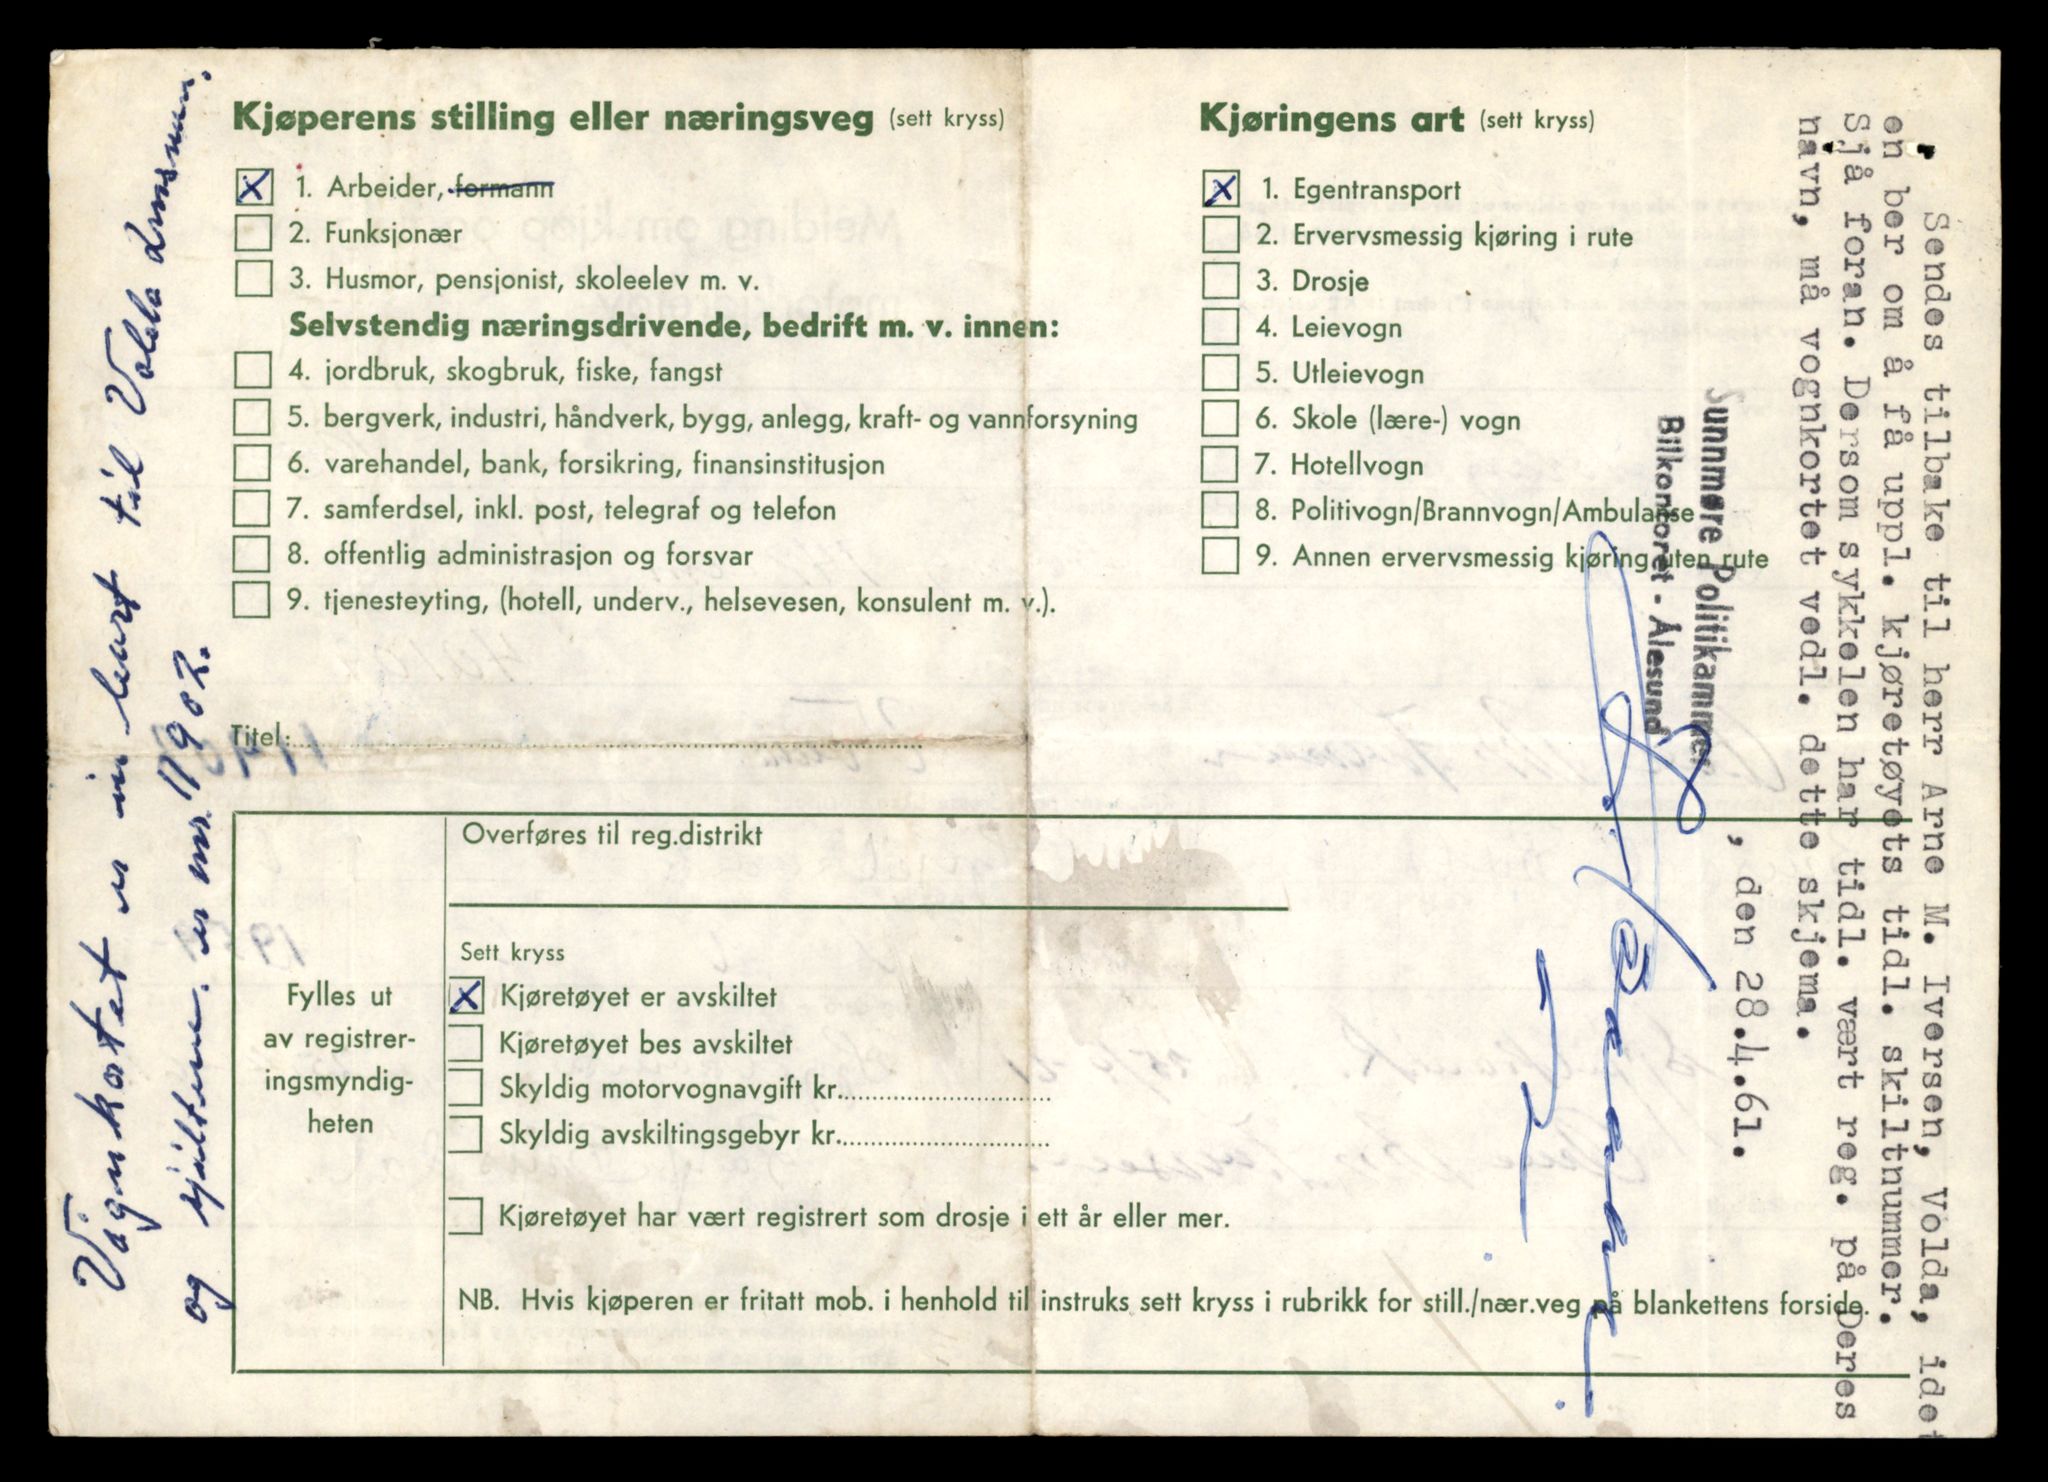 Kjøperens stilling eller næringsveg (sett kryss)
X 1. Arbeider, formann
2. Funksjonær
3. Husmor, pensjonist, skoleelev m. v.
Selvstendig næringsdrivende, bedrift m. v. innen:
4. jordbruk, skogbruk, fiske, fangst
5. bergverk, industri, håndverk, bygg, anlegg, kraft- og vannforsyning
6. varehandel, bank, forsikring, finansinstitusjon
7. samferdsel, inkl. post, telegraf og telefon
8. offentlig administrasjon og forsvar
9. tjenesteyting, (hotell, underv., helsevesen, konsulent m. v.).
Titel:
Kjøringens art (sett kryss)
X 1. Egentransport
2. Ervervsmessig kjøring i rute
3. Drosje
4. Leievogn
5. Utleievogn
6. Skole (lære-) vogn
7. Hotellvogn
8. Politivogn/Brannvogn/Ambulanse
9. Annen ervervsmessig kjøring uten rute
Fylles ut
av registrer-
ingsmyndig-
heten
Overføres til reg.distrikt
Sett kryss
X Kjøretøyet er avskiltet
Kjøretøyet bes avskiltet
Skyldig motorvognavgift kr.
Skyldig avskiltingsgebyr kr.
Kjøretøyet har vært registrert som drosje i ett år eller mer.
NB. Hvis kjøperen er fritatt mob. i henhold til instruks sett kryss i rubrikk for still./nær.veg på blankettens forside.
Sendes tilbake til herr Arne M. Iversen, Volda, idet
en ber om å få uppl. kjøretøyets tidl. skiltnummer.
Sjå foran. Dersom sykkelen har tidl. vært reg. på Deres
navn, må vognkortet vedl. dette skjema.
Sunnmøre Politikammer
Bilkontoret - Ålesund
, den 28.4.61.
Vognkortet er in levert til Volda
og sjiltene. er nr.